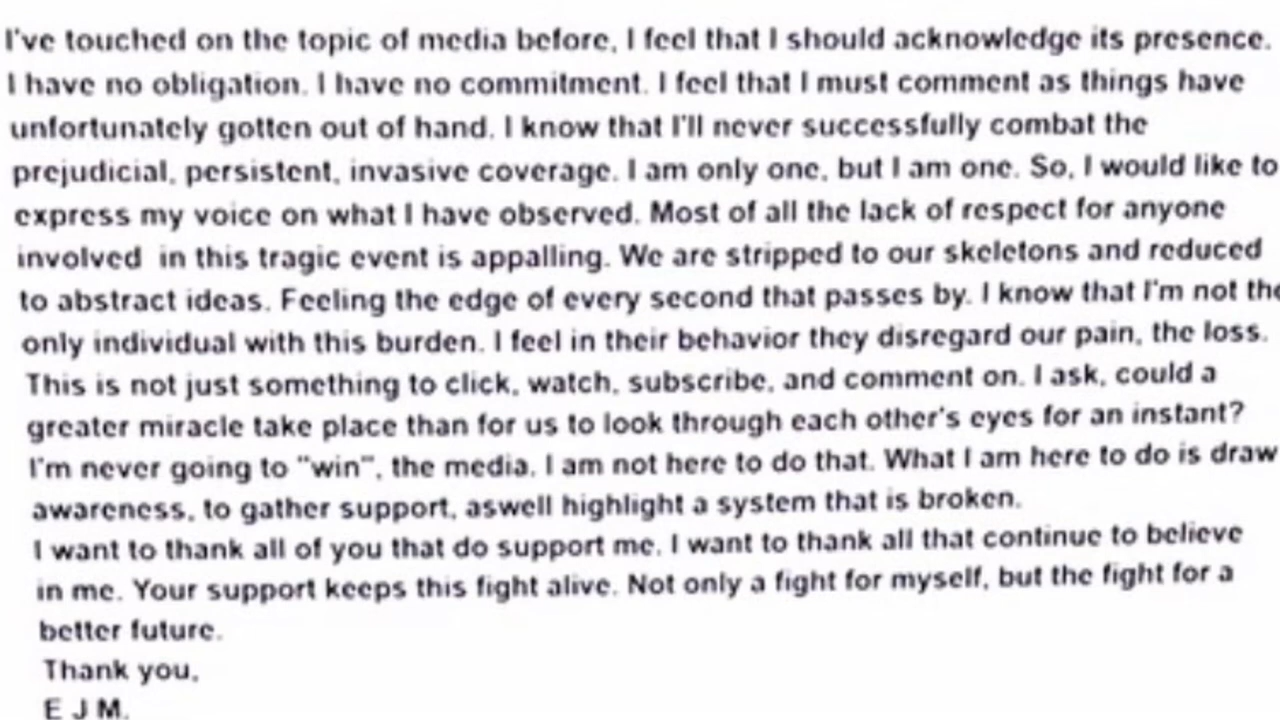 I've touched on the topic of media before, I feel that I should acknowledge its presence.
I have no obligation. I have no commitment. I feel that I must comment as things have
unfortunately gotten out of hand. I know that I'll never successfully combat the
prejudicial, persistent, invasive coverage. I am only one, but I am one. So, I would like to
express my voice on what I have observed. Most of all the lack of respect for anyone
involved in this tragic event is appalling. We are stripped to our skeletons and reduced
to abstract ideas. Feeling the edge of every second that passes by. I know that I'm not the
only individual with this burden. I feel in their behavior they disregard our pain, the loss.
This is not just something to click, watch, subscribe, and comment on. I ask, could a
greater miracle take place than for us to look through each other's eyes for an instant?
I'm never going to "win", the media, I am not here to do that. What I am here to do is draw
awareness, to gather support, aswell highlight a system that is broken.
I want to thank all of you that do support me, I want to thank all that continue to believe
in me. Your support keeps this fight alive. Not only a fight for myself, but the fight for a
better future.
Thank you,
E J M.